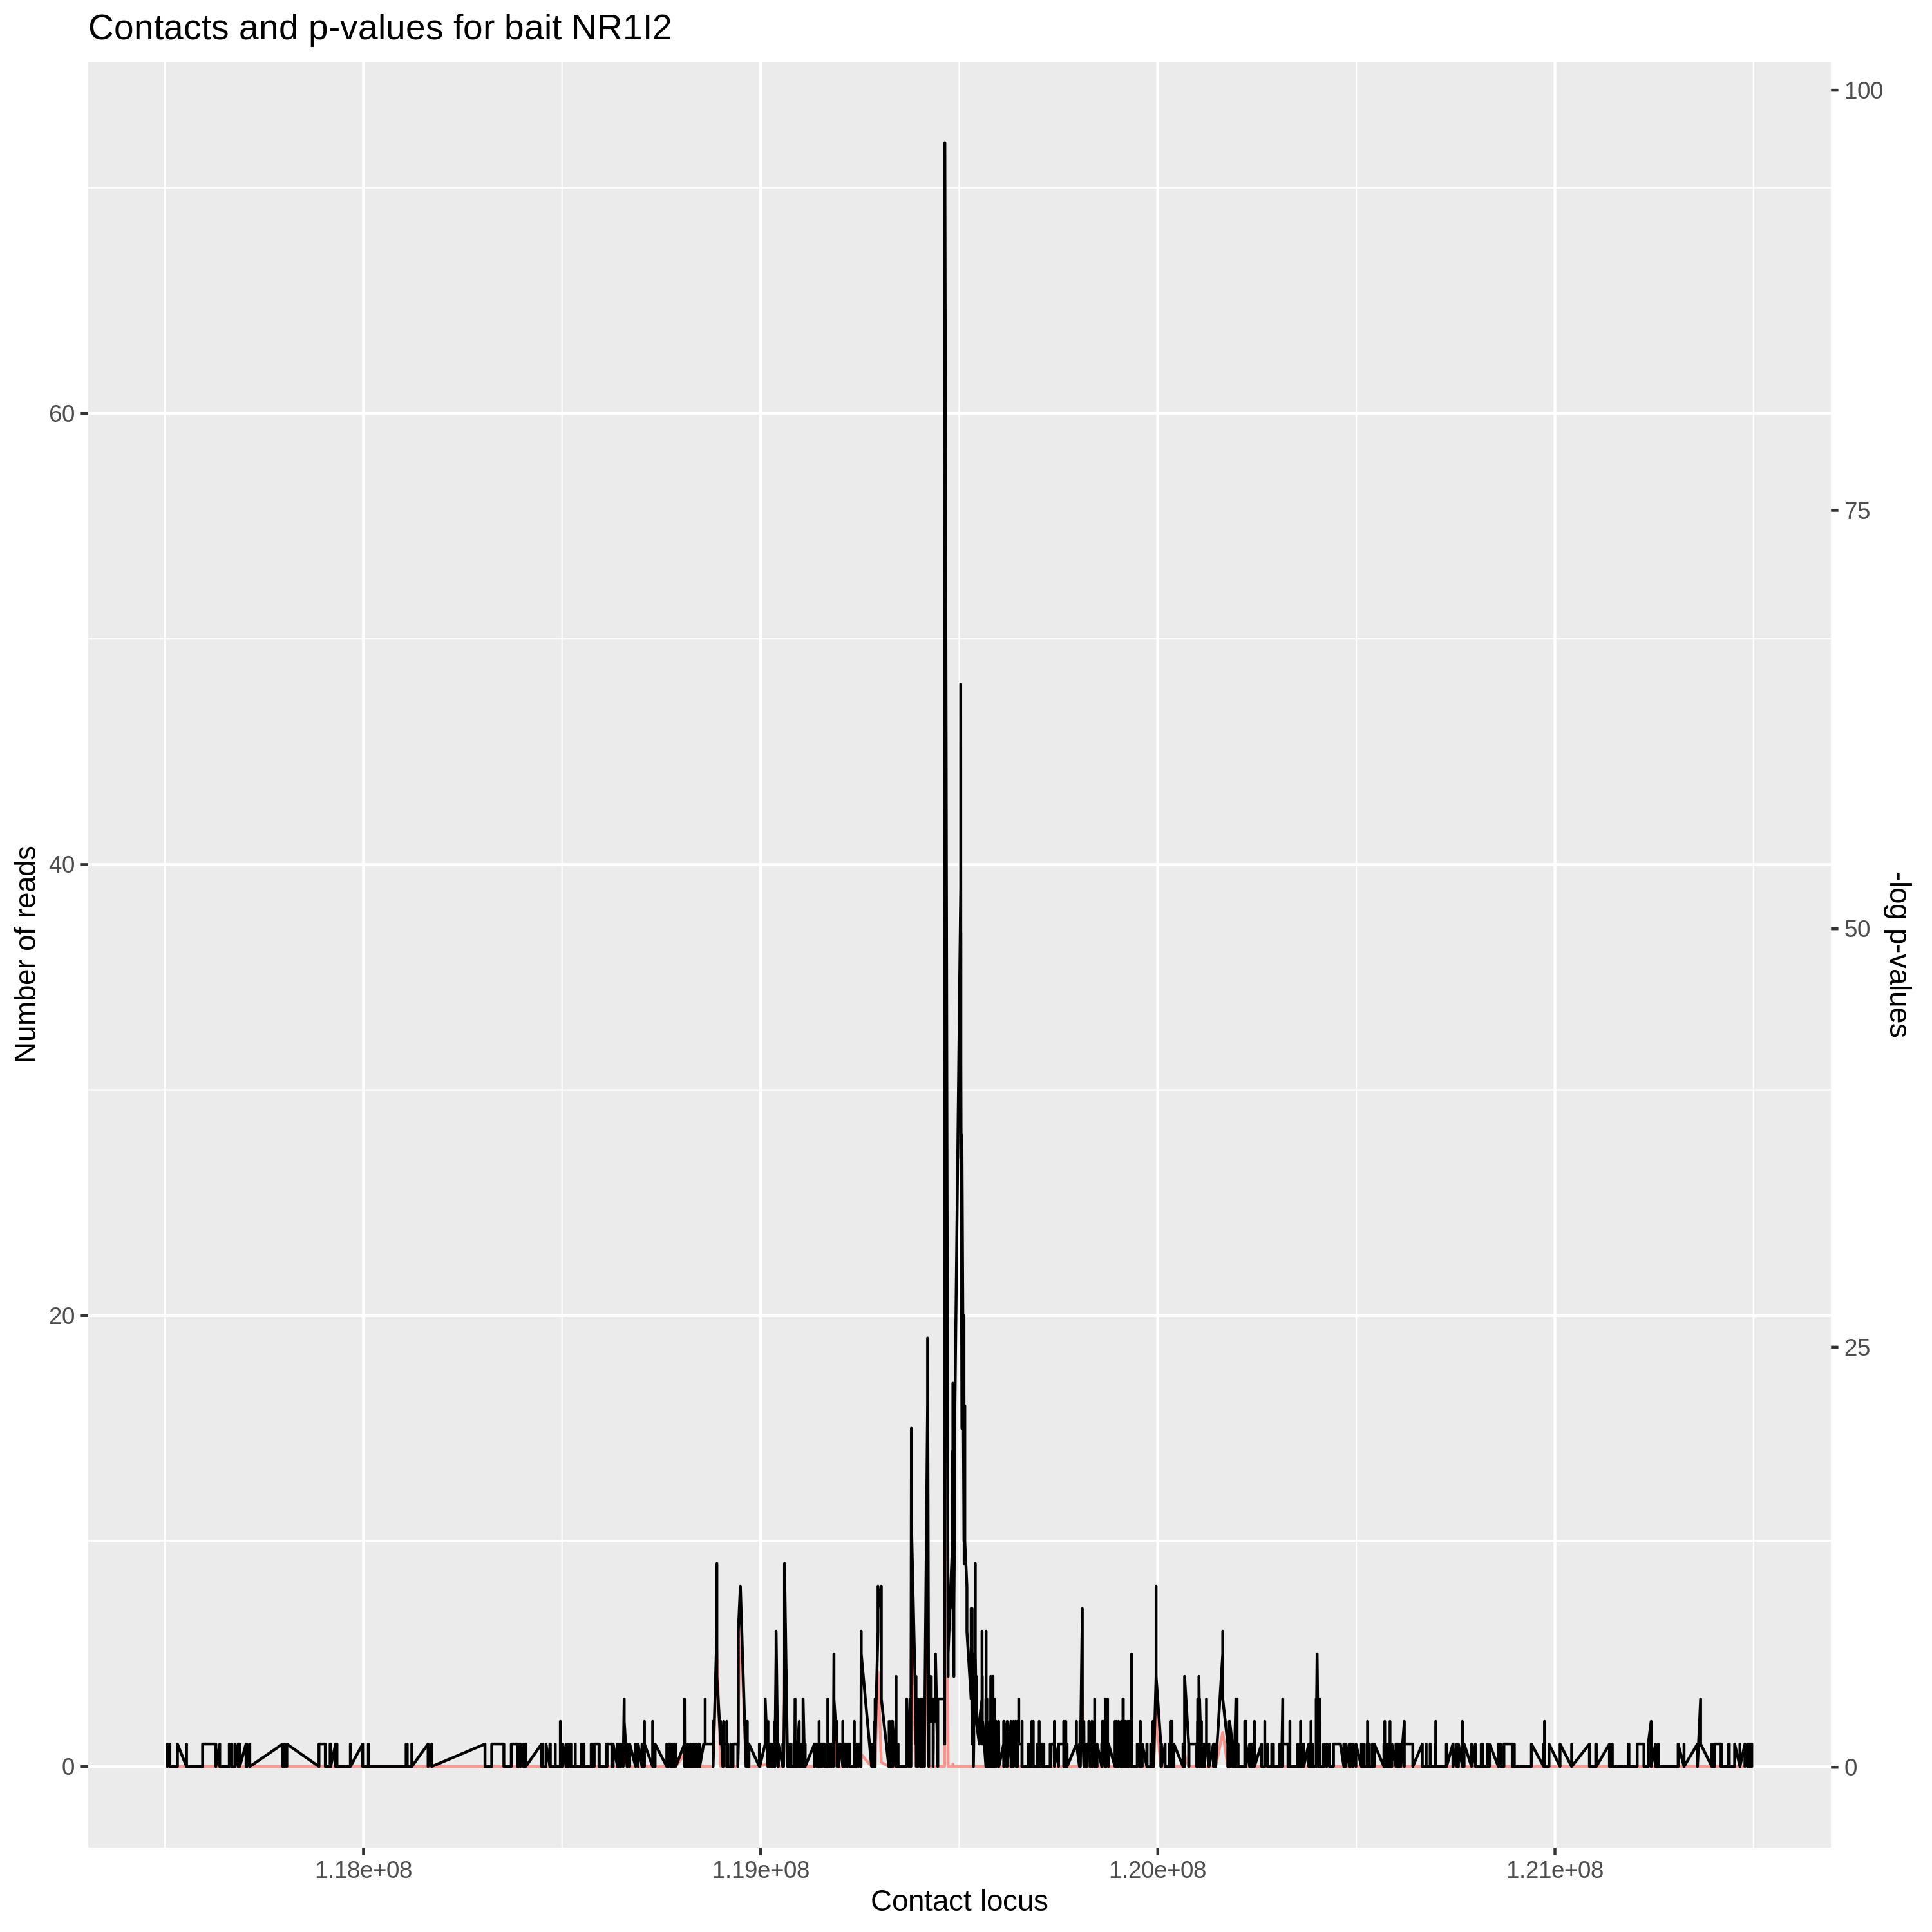 Contacts and p-values for bait NR1I2
100
75
60
50
40
25
20
0
0
Number of reads
-log p-values
1.18e+08
1.19e+08
1.20e+08
1.21e+08
Contact locus